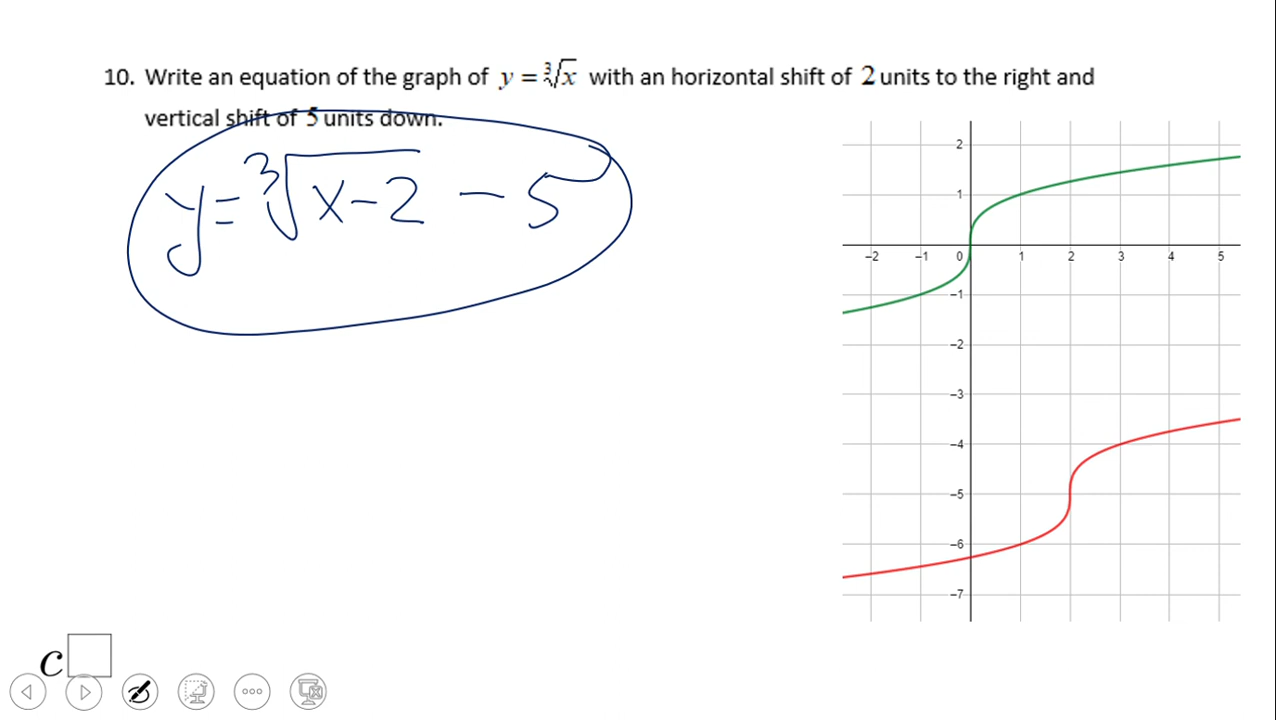 10. Write an equation of the graph of y = ∛x with an horizontal shift of 2 units to the right and
vertical shift of 5 units down.
y = ∛(x-2) - 5
2
1
-2 -1 0 1 2 3 4 5
-1
-2
-3
-4
-5
-6
-7
c